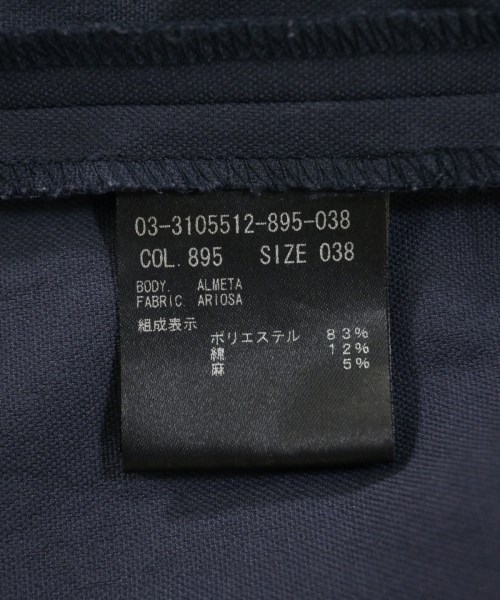 03-3105512-895-038
COL. 895 SIZE 038
BODY. ALMETA
FABRIC. ARIOSA
組成表示
ポリエステル 83%
綿 12%
麻 5%